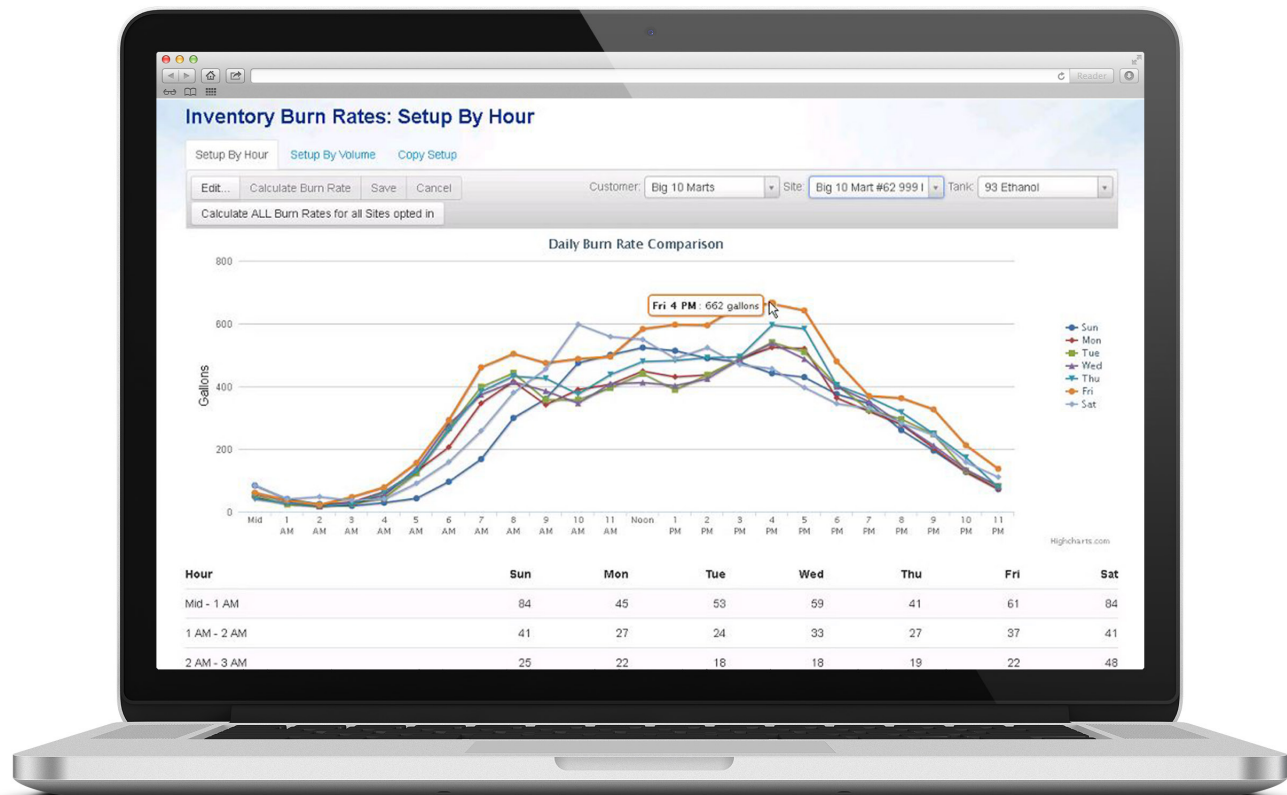 Reader
Inventory Burn Rates: Setup By Hour
Setup By Hour Setup By Volume Copy Setup
Edit... Calculate Burn Rate Save Cancel Customer: Big 10 Marts Site: Big 10 Mart #62 999 Tank: 93 Ethanol
Calculate ALL Burn Rates for all Sites opted in
Daily Burn Rate Comparison
800
Fri 4 PM: 662 gallons
600
Sun
Mon
Tue
Wed
Thu
Fri
Sat
Gallons
400
200
0
Mid 1 AM 2 AM 3 AM 4 AM 5 AM 6 AM 7 AM 8 AM 9 AM 10 AM 11 AM Noon 1 PM 2 PM 3 PM 4 PM 5 PM 6 PM 7 PM 8 PM 9 PM 10 PM 11 PM
Highcharts.com
Hour Sun Mon Tue Wed Thu Fri Sat
Mid - 1 AM 84 45 53 59 41 61 84
1 AM - 2 AM 41 27 24 33 27 37 41
2 AM - 3 AM 25 22 18 18 19 22 48